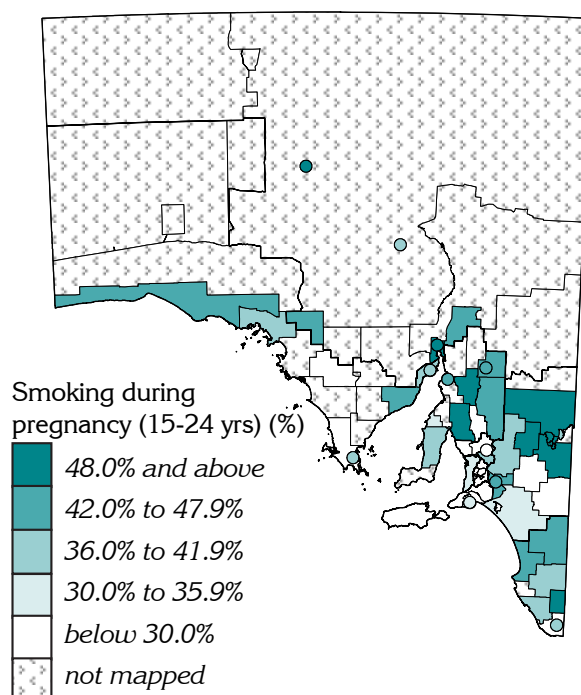 Smoking during
pregnancy (15-24 yrs) (%)
48.0% and above
42.0% to 47.9%
36.0% to 41.9%
30.0% to 35.9%
below 30.0%
not mapped